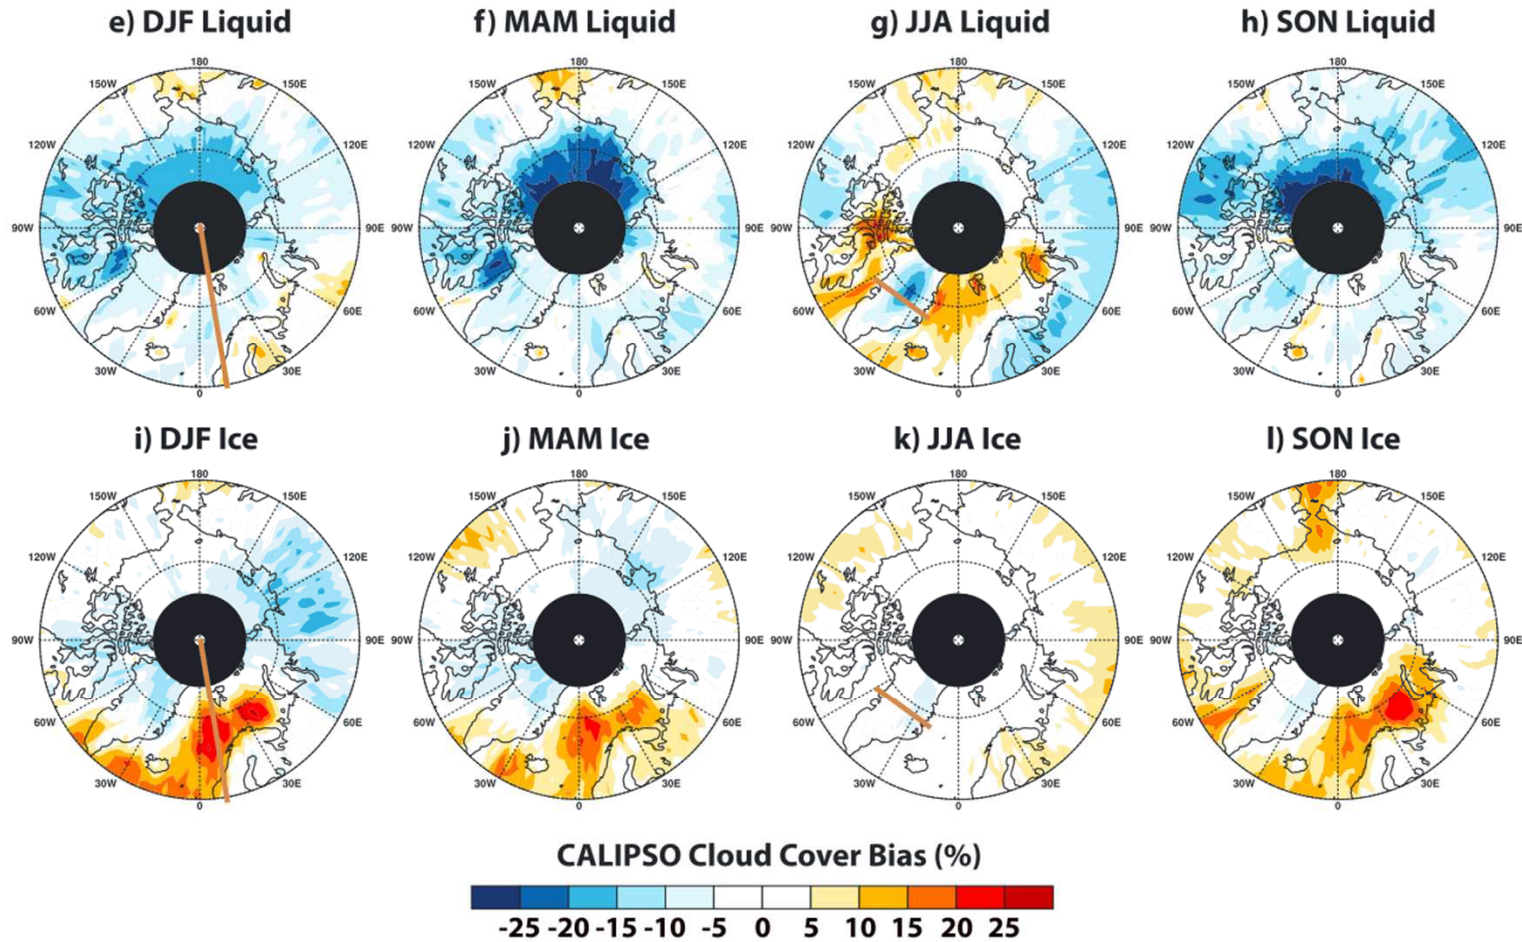 e) DJF Liquid f) MAM Liquid g) JJA Liquid h) SON Liquid
180 180 180 180
150W 150E 150W 150E 150W 150E 150W 150E
120W 120E 120W 120E 120W 120E 120W 120E
90W 90E 90W 90E 90W 90E 90W 90E
60W 60E 60W 60E 60W 60E 60W 60E
30W 30E 30W 30E 30W 30E 30W 30E
0 0 0 0
i) DJF Ice j) MAM Ice k) JJA Ice l) SON Ice
180 180 180 180
150W 150E 150W 150E 150W 150E 150W 150E
120W 120E 120W 120E 120W 120E 120W 120E
90W 90E 90W 90E 90W 90E 90W 90E
60W 60E 60W 60E 60W 60E 60W 60E
30W 30E 30W 30E 30W 30E 30W 30E
0 0 0 0
CALIPSO Cloud Cover Bias (%)
-25 -20 -15 -10 -5 0 5 10 15 20 25